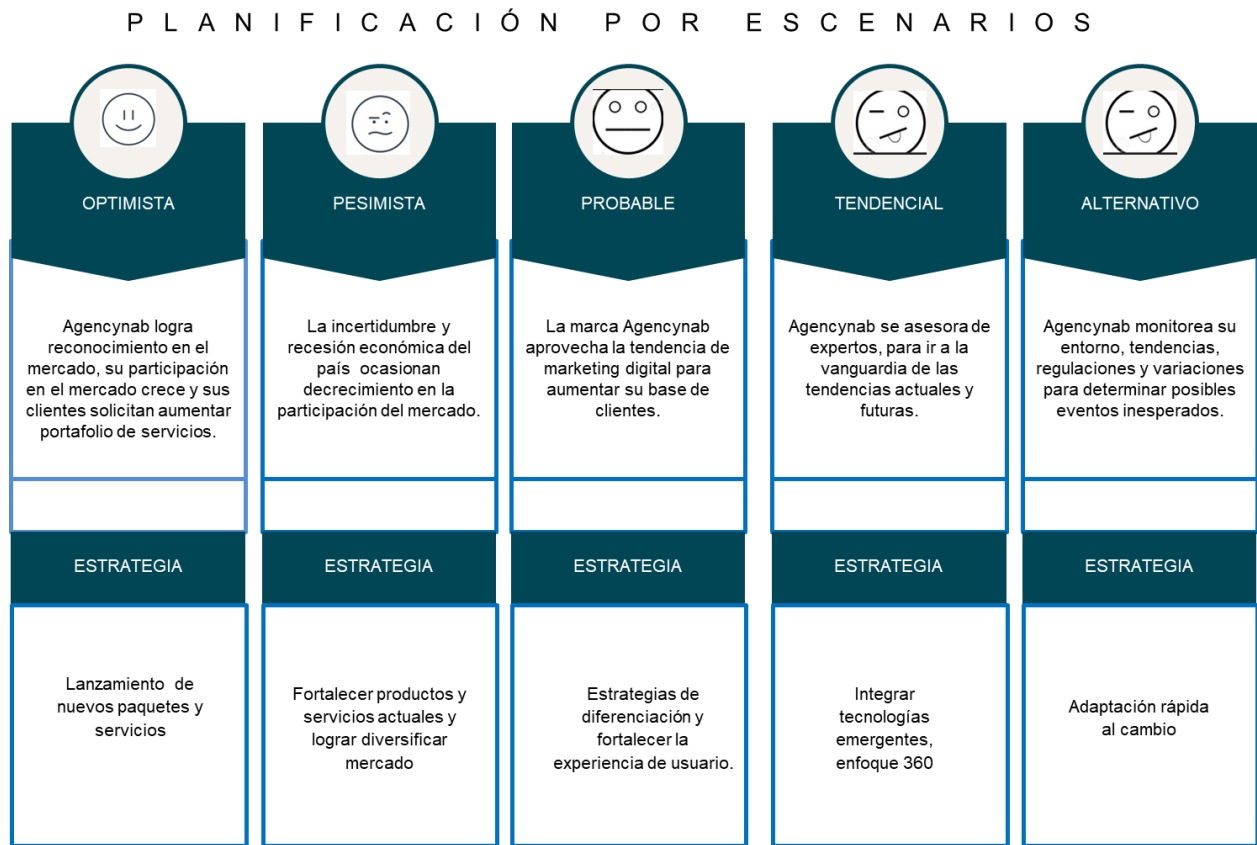 PLANIFICACIÓN POR ESCENARIOS
OPTIMISTA
Agencynab logra
reconocimiento en el
mercado, su participación
en el mercado crece y sus
clientes solicitan aumentar
portafolio de servicios.
ESTRATEGIA
Lanzamiento de
nuevos paquetes y
servicios
PESIMISTA
La incertidumbre y
recesión económica del
país ocasionan
decrecimiento en la
participación del mercado.
ESTRATEGIA
Fortalecer productos y
servicios actuales y
lograr diversificar
mercado
PROBABLE
La marca Agencynab
aprovecha la tendencia de
marketing digital para
aumentar su base de
clientes.
ESTRATEGIA
Estrategias de
diferenciación y
fortalecer la
experiencia de usuario.
TENDENCIAL
Agencynab se asesora de
expertos, para ir a la
vanguardia de las
tendencias actuales y
futuras.
ESTRATEGIA
Integrar
tecnologías
emergentes,
enfoque 360
ALTERNATIVO
Agencynab monitorea su
entorno, tendencias,
regulaciones y variaciones
para determinar posibles
eventos inesperados.
ESTRATEGIA
Adaptación rápida
al cambio